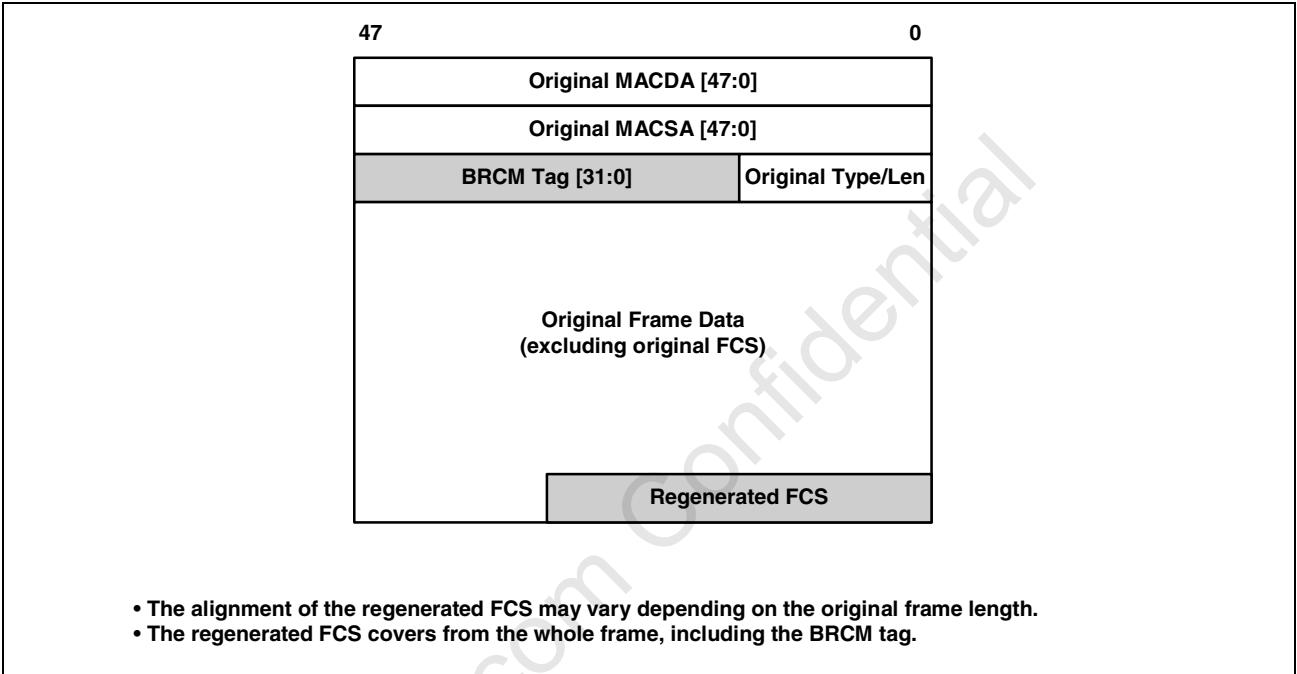 47 0
Original MACDA [47:0]
Original MACSA [47:0]
BRCM Tag [31:0] Original Type/Len
Original Frame Data
(excluding original FCS)
Regenerated FCS
• The alignment of the regenerated FCS may vary depending on the original frame length.
• The regenerated FCS covers from the whole frame, including the BRCM tag.
com Confidential